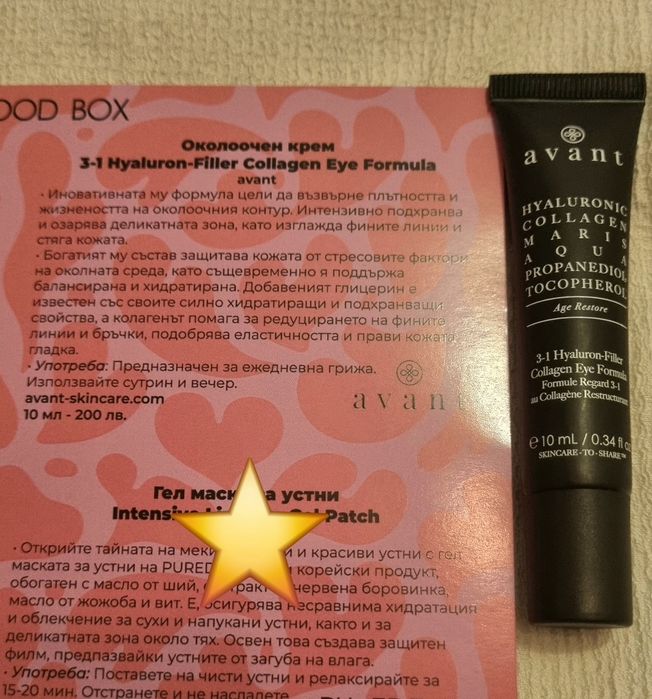 OOD BOX
Околоочен крем
3-1 Hyaluron-Filler Collagen Eye Formula
avant
· Иновативната му формула цели да възвърне плътността и
жизнеността на околоочния контур. Интензивно подхранва
и озарява деликатната зона, като изглажда фините линии и
стяга кожата.
· Богатият му състав защитава кожата от стресовите фактори
на околната среда, като същевременно я поддържа
балансирана и хидратирана. Добавеният глицерин е
известен със своите силно хидратиращи и подхранващи
свойства, а колагенът помага за редуцирането на фините
линии и бръчки, подобрява еластичността и прави кожата
гладка.
· Употреба: Предназначен за ежедневна грижа.
Използвайте сутрин и вечер.
avant-skincare.com
10 мл - 200 лв.
avant
Гел маска за устни
Gel Patch
· Открийте тайната на меки и красиви устни с гел
маската за устни на корейски продукт,
обогатен с масло от ший, червена боровинка,
масло от жожоба и вит. Е, осигурява несравнима хидратация
и облекчение за сухи и напукани устни, както и за
деликатната зона около тях. Освен това създава защитен
филм, предпазвайки устните от загуба на влага.
· Употреба: Поставете на чисти устни и релаксирайте за
15-20 мин. Отстранете и не
avant
HYALURONIC
COLLAGEN
MARIS
AQUA
PROPANEDIOL
TOCOPHEROL
Age Restore
3-1 Hyaluron-Filler
Collagen Eye Formula
Formule Regard 3-1
au Collagène Restructurant
e 10 mL / 0.34 fl
SKINCARE-TO-SHARE™